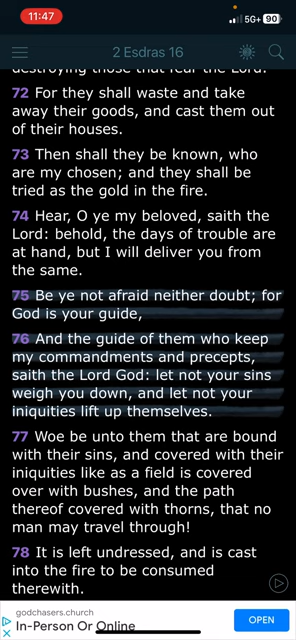 11:47
5G+ 90
2 Esdras 16
destroying those that fear the Lord.
72 For they shall waste and take
away their goods, and cast them out
of their houses.
73 Then shall they be known, who
are my chosen; and they shall be
tried as the gold in the fire.
74 Hear, O ye my beloved, saith the
Lord: behold, the days of trouble are
at hand, but I will deliver you from
the same.
75 Be ye not afraid neither doubt; for
God is your guide,
76 And the guide of them who keep
my commandments and precepts,
saith the Lord God: let not your sins
weigh you down, and let not your
iniquities lift up themselves.
77 Woe be unto them that are bound
with their sins, and covered with their
iniquities like as a field is covered
over with bushes, and the path
thereof covered with thorns, that no
man may travel through!
78 It is left undressed, and is cast
into the fire to be consumed
therewith.
godchasers.church
In-Person Or Online
OPEN